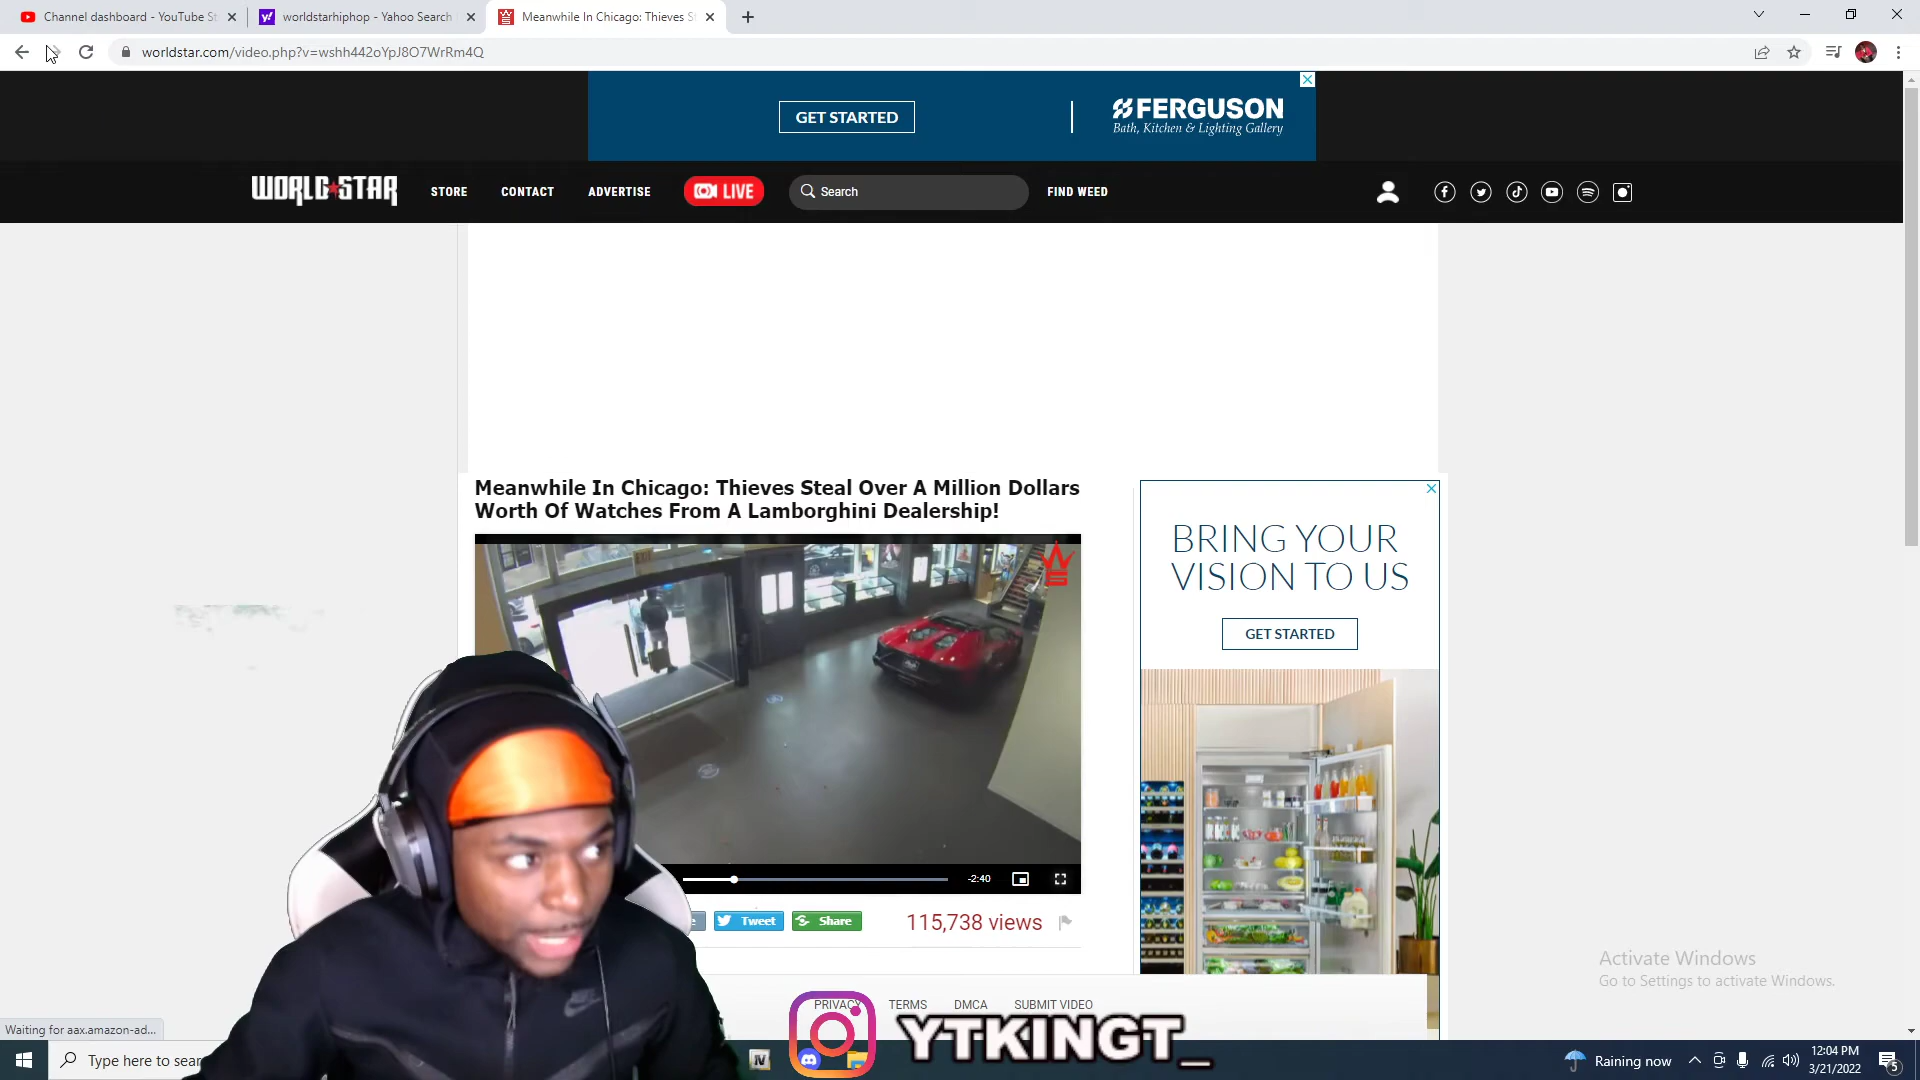 Channel dashboard - YouTube St
worldstarhiphop - Yahoo Search
Meanwhile In Chicago: Thieves S
worldstar.com/video.php?v=wshh442oYpJ8O7WrRm4Q
GET STARTED
FERGUSON
Bath, Kitchen & Lighting Gallery
WORLDSTAR
STORE
CONTACT
ADVERTISE
LIVE
Search
FIND WEED
Meanwhile In Chicago: Thieves Steal Over A Million Dollars
Worth Of Watches From A Lamborghini Dealership!
BRING YOUR
VISION TO US
GET STARTED
-2:40
Tweet
Share
115,738 views
Activate Windows
Go to Settings to activate Windows.
PRIVACY
TERMS
DMCA
SUBMIT VIDEO
YTKINGT_
Waiting for aax.amazon-ad...
Type here to sear
Raining now
12:04 PM
3/21/2022
5